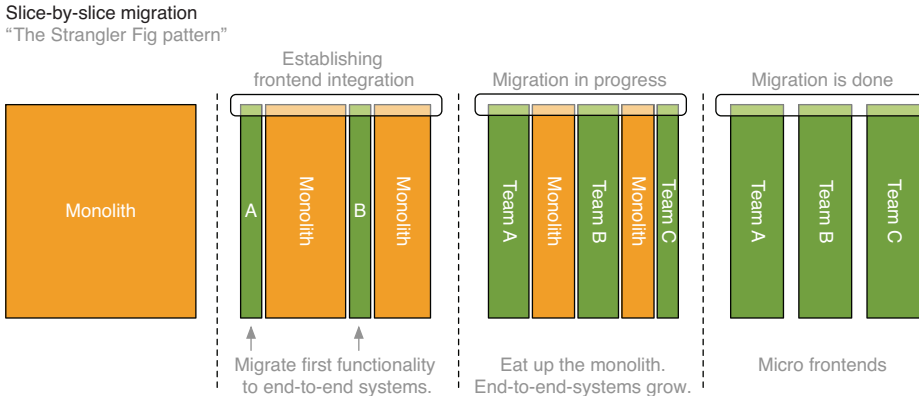 Slice-by-slice migration
“The Strangler Fig pattern”
Establishing
frontend integration
Migration in progress
Migration is done
Monolith
A
Monolith
B
Monolith
Team A
Monolith
Team B
Monolith
Team C
Team A
Team B
Team C
Migrate first functionality
to end-to-end systems.
Eat up the monolith.
End-to-end-systems grow.
Micro frontends